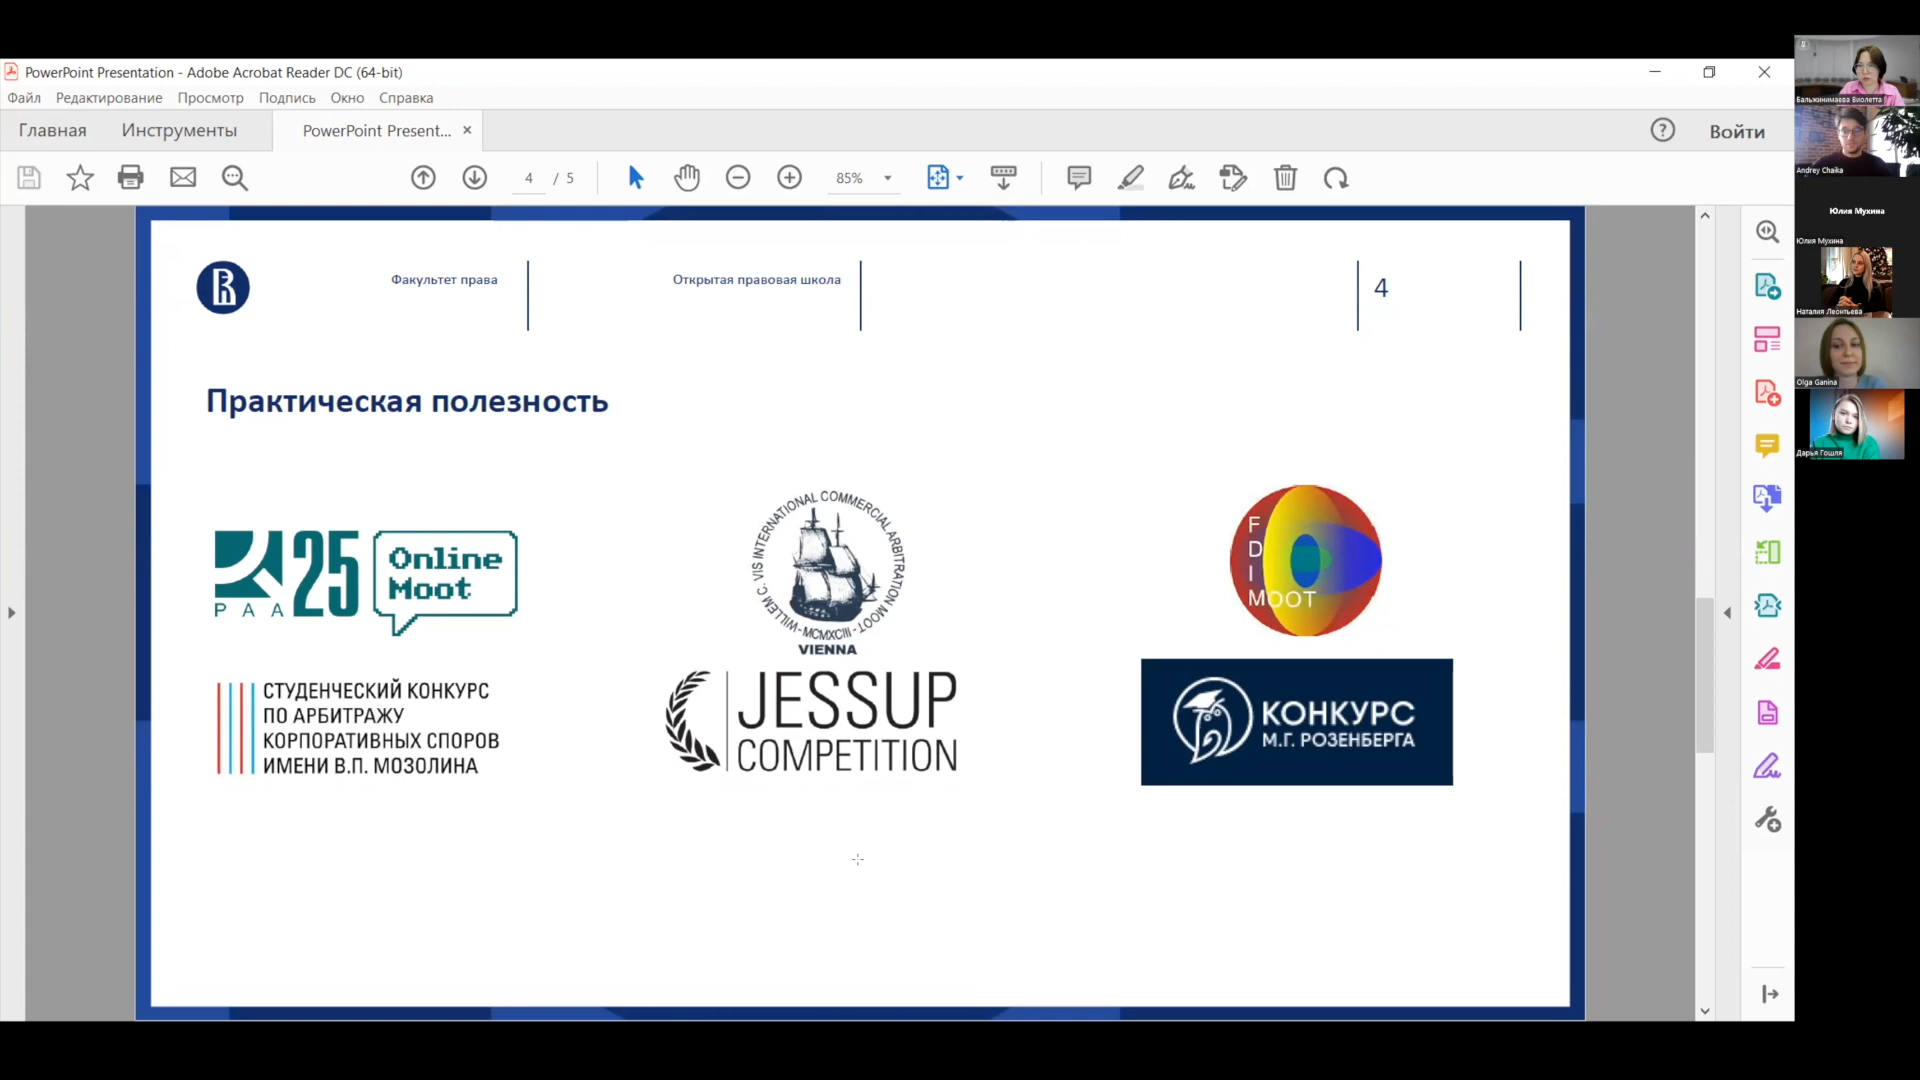 PowerPoint Presentation - Adobe Acrobat Reader DC (64-bit)
Файл Редактирование Просмотр Подпись Окно Справка
Главная Инструменты PowerPoint Present... Войти
4 / 5 85%
Факультет права
Открытая правовая школа
4
Практическая полезность
РАА 25 Online Moot
WILLEM C. VIS INTERNATIONAL COMMERCIAL ARBITRATION MOOT - MCMXCIII -
VIENNA
F
D
I
MOOT
СТУДЕНЧЕСКИЙ КОНКУРС
ПО АРБИТРАЖУ
КОРПОРАТИВНЫХ СПОРОВ
ИМЕНИ В.П. МОЗОЛИНА
JESSUP
COMPETITION
КОНКУРС
М.Г. РОЗЕНБЕРГА
Бальжинимаева Виолетта
Andrey Chaika
Юлия Мухина
Юлия Мухина
Наталия Леонтьева
Olga Ganina
Дарья Гошля